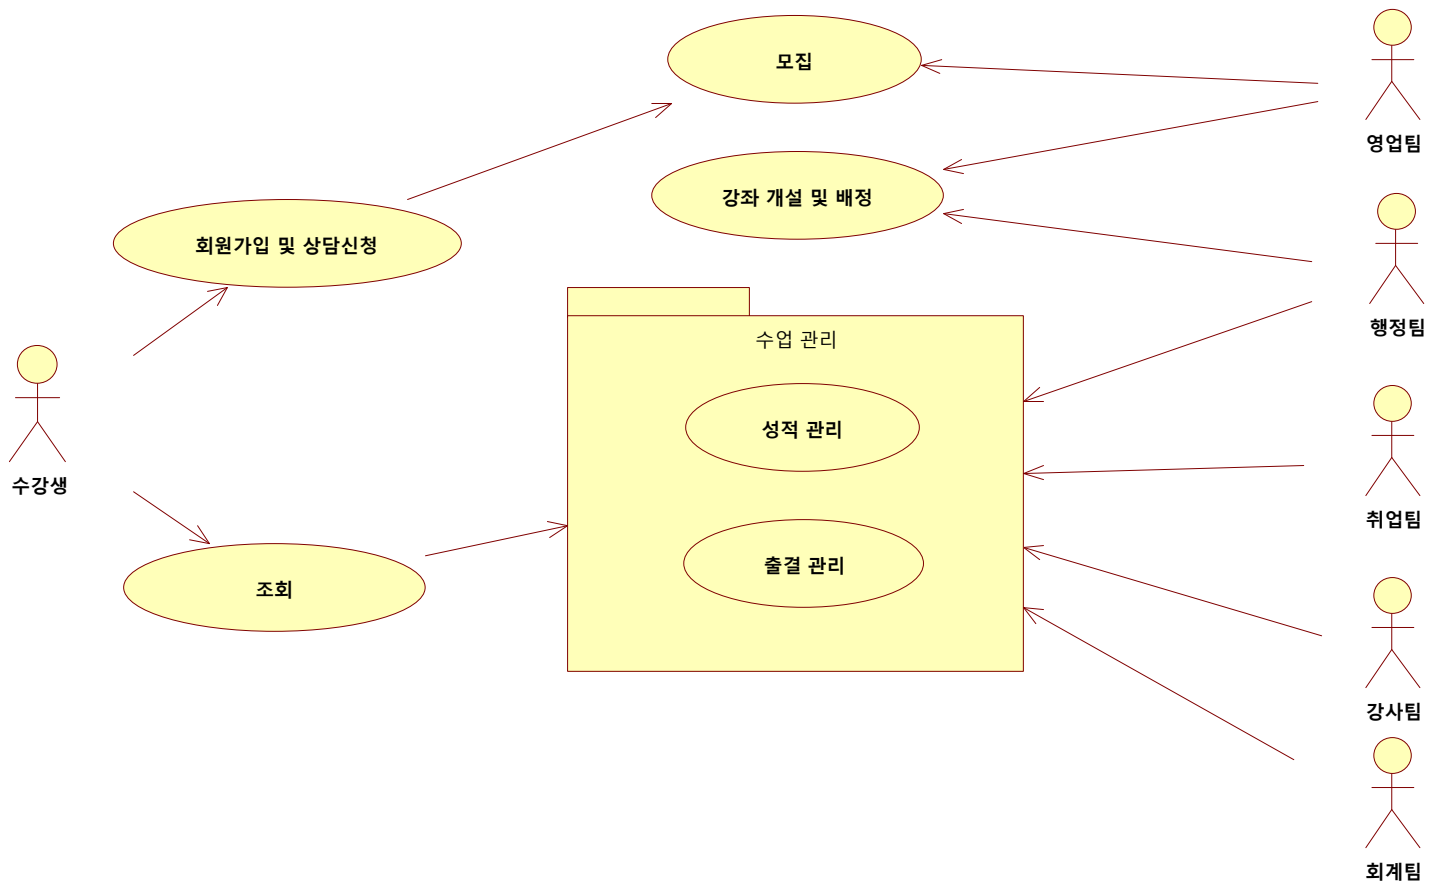 모집
영업팀
강좌 개설 및 배정
회원가입 및 상담신청
행정팀
수업 관리
성적 관리
수강생
취업팀
출결 관리
조회
강사팀
회계팀